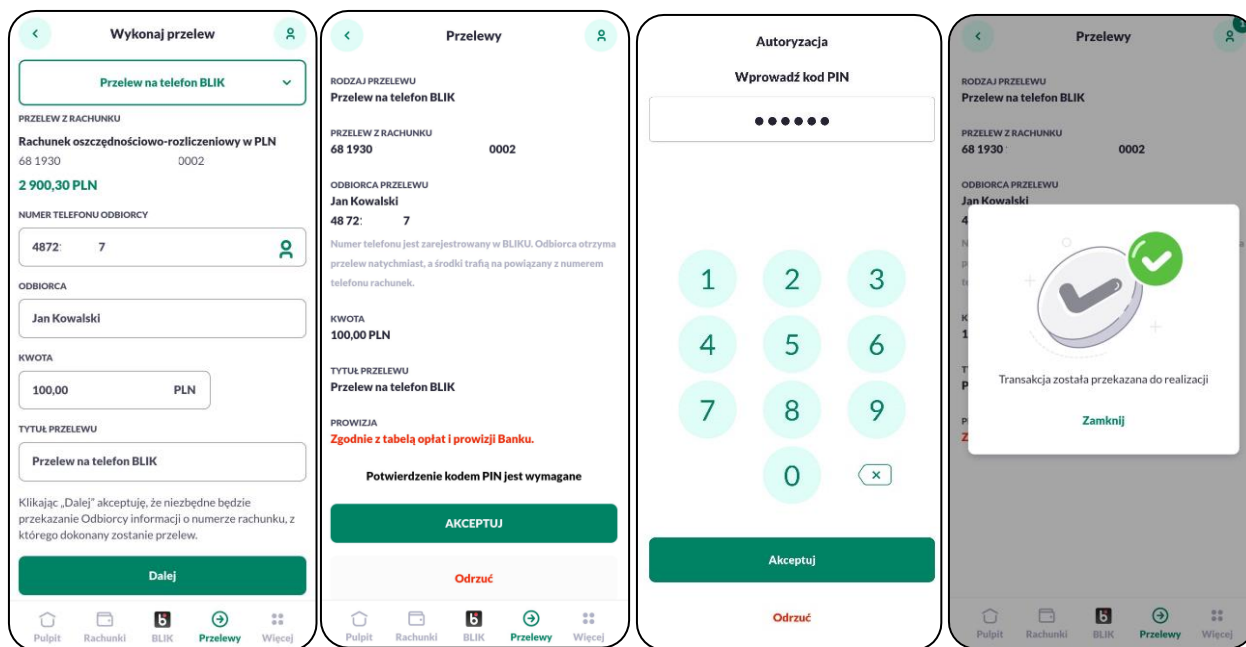 Wykonaj przelew
Przelew na telefon BLIK
PRZELEW Z RACHUNKU
Rachunek oszczędnościowo-rozliczeniowy w PLN
68 1930 0002
2 900,30 PLN
NUMER TELEFONU ODBIORCY
4872: 7
ODBIORCA
Jan Kowalski
KWOTA
100,00 PLN
TYTUŁ PRZELEWU
Przelew na telefon BLIK
Klikając „Dalej” akceptuję, że niezbędne będzie
przekazanie Odbiorcy informacji o numerze rachunku, z
którego dokonany zostanie przelew.
Dalej
Pulpit Rachunki BLIK Przelewy Więcej
Przelewy
RODZAJ PRZELEWU
Przelew na telefon BLIK
PRZELEW Z RACHUNKU
68 1930 0002
ODBIORCA PRZELEWU
Jan Kowalski
48 72: 7
Numer telefonu jest zarejestrowany w BLIKU. Odbiorca otrzyma
przelew natychmiast, a środki trafią na powiązany z numerem
telefonu rachunek.
KWOTA
100,00 PLN
TYTUŁ PRZELEWU
Przelew na telefon BLIK
PROWIZJA
Zgodnie z tabelą opłat i prowizji Banku.
Potwierdzenie kodem PIN jest wymagane
AKCEPTUJ
Odrzuć
Pulpit Rachunki BLIK Przelewy Więcej
Autoryzacja
Wprowadź kod PIN
1 2 3
4 5 6
7 8 9
0
Akceptuj
Odrzuć
Przelewy
RODZAJ PRZELEWU
Przelew na telefon BLIK
PRZELEW Z RACHUNKU
68 1930 0002
ODBIORCA PRZELEWU
Jan Kowalski
Transakcja została przekazana do realizacji
Zamknij
Pulpit Rachunki BLIK Przelewy Więcej